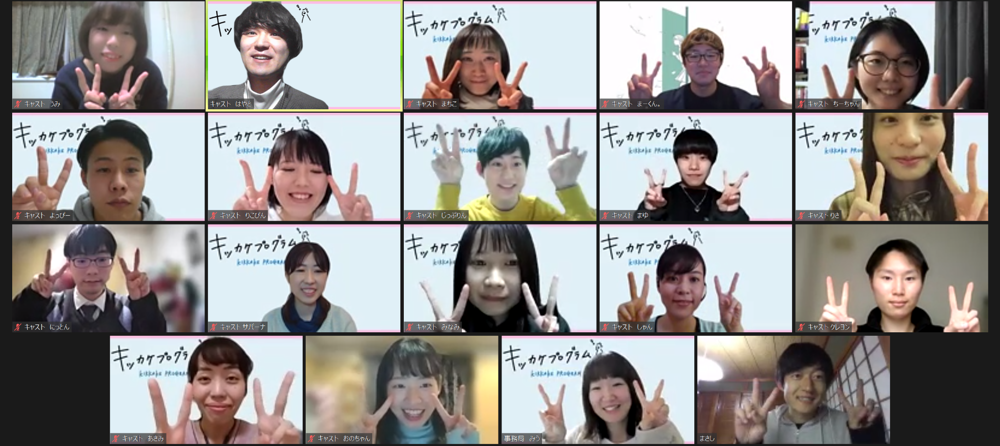 キャスト うみ
キッ
キャスト はやと
キッカケプログラム
キャスト まちこ
キャスト まーくん。
キッカケプログ
KIKKAKE PR
キャスト ちーちゃん
キッカケプログラ
KIKKAKE PRO
キャスト よっぴー
キッカケプログラ
KIKKAKE PRO
キャスト りこぴん
キッカケプログラム
キャスト じっぷりん
キッカケプログラム
KIKKAKE PROGRA
キャスト まゆ
キッカケプ
キャスト りさ
キャスト にっとん
キッカケプログラム
KIKKAKE PROGRAM
キャスト サバーナ
キッカケプ
キャスト みなみ
キッカケプログラム
KIKKAKE P
キャスト しゃん
キャスト クレヨン
キッカケプログラ
KIKKAKE PROGRAM
キャスト あさみ
キャスト おのちゃん
キッカケプログラム
KIKKAKE PROGRAM
事務局 みう
まさし